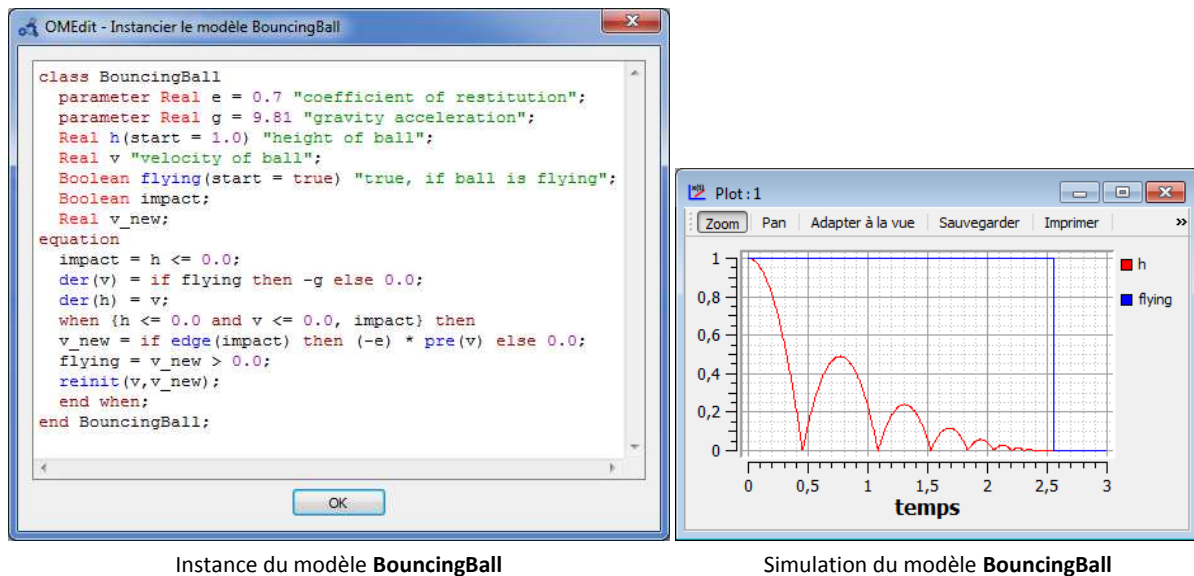 OMEdit - Instancier le modèle BouncingBall
class BouncingBall
parameter Real e = 0.7 "coefficient of restitution";
parameter Real g = 9.81 "gravity acceleration";
Real h(start = 1.0) "height of ball";
Real v "velocity of ball";
Boolean flying(start = true) "true, if ball is flying";
Boolean impact;
Real v_new;
equation
impact = h <= 0.0;
der(v) = if flying then -g else 0.0;
der(h) = v;
when {h <= 0.0 and v <= 0.0, impact} then
v_new = if edge(impact) then (-e) * pre(v) else 0.0;
flying = v_new > 0.0;
reinit(v,v_new);
end when;
end BouncingBall;
OK
Instance du modèle BouncingBall
Plot : 1
Zoom Pan Adapter à la vue Sauvegarder Imprimer »
1
0,8
0,6
0,4
0,2
0
0 0,5 1 1,5 2 2,5 3
temps
h
flying
Simulation du modèle BouncingBall